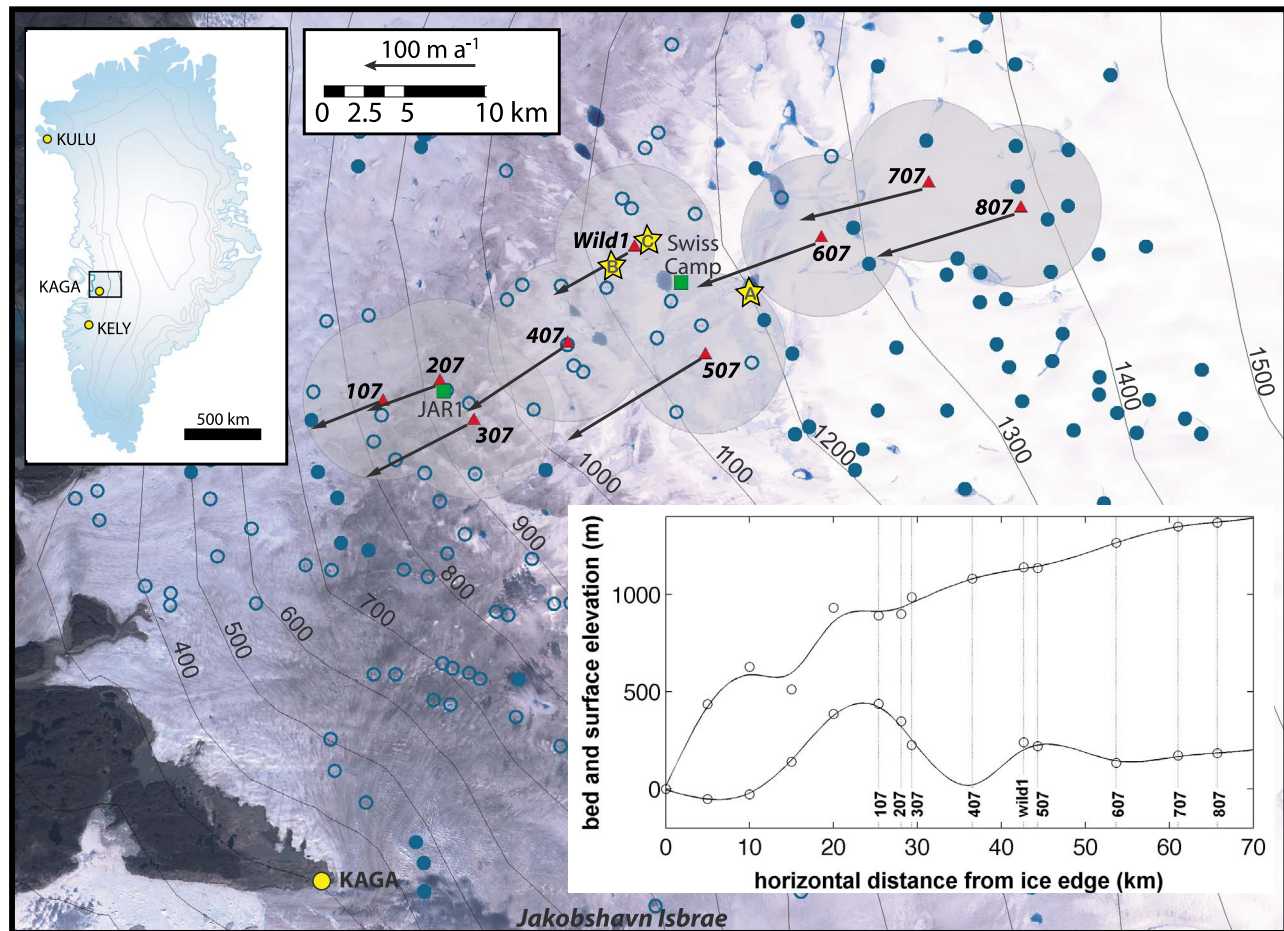 100 m a⁻¹
0 2.5 5 10 km
KULU
KAGA
KELY
500 km
707
807
607
Wild1
C
B
Swiss
Camp
A
407
507
207
107
JAR1
307
1500
1400
1300
1200
1100
1000
900
800
700
600
500
400
KAGA
Jakobshavn Isbrae
bed and surface elevation (m)
1000
500
0
107
207
307
407
wild1
507
607
707
807
0 10 20 30 40 50 60 70
horizontal distance from ice edge (km)